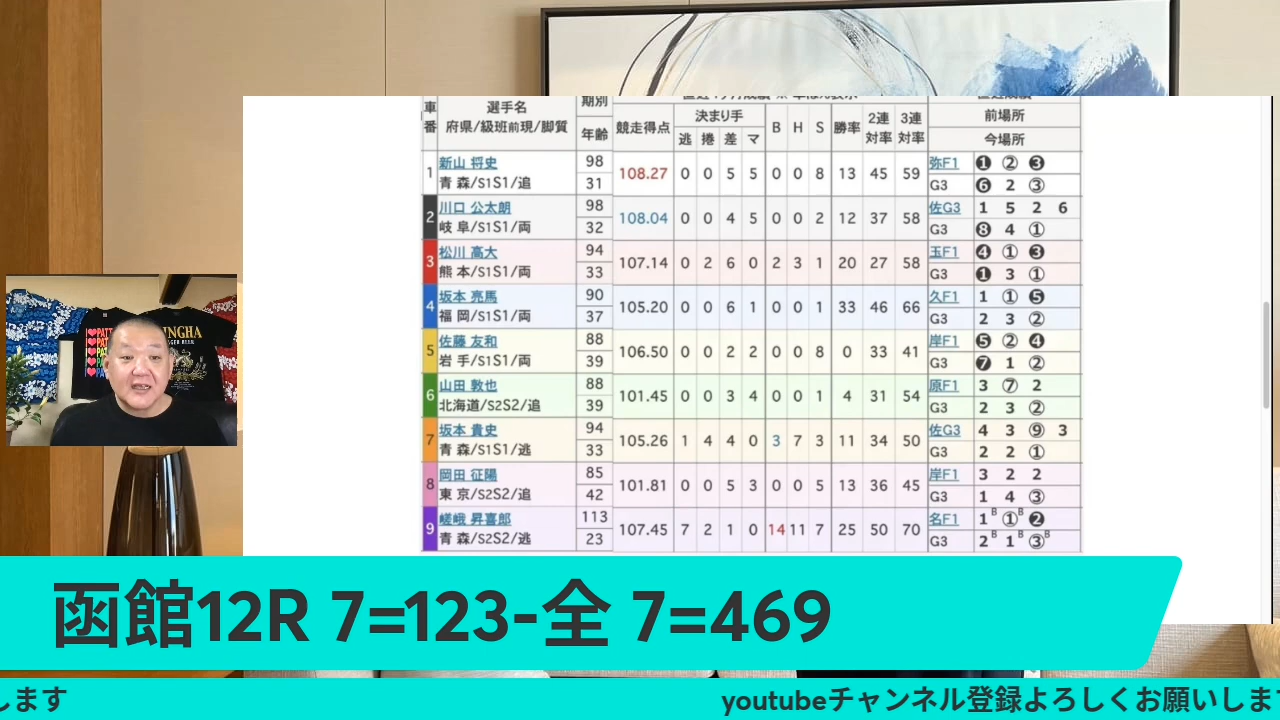 車番 選手名 府県/級班前現/脚質 期別 年齢 競走得点 決まり手 逃 捲 差 マ B H S 勝率 2連対率 3連対率 前場所 今場所
1 新山 将史 98 108.27 0 0 5 5 0 0 8 13 45 59 弥F1 ❶ ② ❸
青 森/S1S1/追 31 G3 ❻ 2 ③
2 川口 公太朗 98 108.04 0 0 4 5 0 0 2 12 37 58 佐G3 1 5 2 6
岐 阜/S1S1/両 32 G3 ❽ 4 ①
3 松川 高大 94 107.14 0 2 6 0 2 3 1 20 27 58 玉F1 ❹ ① ❸
熊 本/S1S1/両 33 G3 ❶ 3 ①
4 坂本 亮馬 90 105.20 0 0 6 1 0 0 1 33 46 66 久F1 1 ① ❺
福 岡/S1S1/両 37 G3 2 3 ②
5 佐藤 友和 88 106.50 0 0 2 2 0 0 8 0 33 41 岸F1 ❺ ② ❹
岩 手/S1S1/両 39 G3 ❼ 1 ②
6 山田 敦也 88 101.45 0 0 3 4 0 0 1 4 31 54 原F1 3 ⑦ 2
北海道/S2S2/追 39 G3 2 3 ②
7 坂本 貴史 94 105.26 1 4 4 0 3 7 3 11 34 50 佐G3 4 3 ⑨ 3
青 森/S1S1/逃 33 G3 2 2 ①
8 岡田 征陽 85 101.81 0 0 5 3 0 0 5 13 36 45 岸F1 3 2 2
東 京/S2S2/追 42 G3 1 4 ③
9 嵯峨 昇喜郎 113 107.45 7 2 1 0 14 11 7 25 50 70 名F1 1B ①B ❷
青 森/S2S2/逃 23 G3 2B 1B ③B
函館12R 7=123-全 7=469
します youtubeチャンネル登録よろしくお願いしま